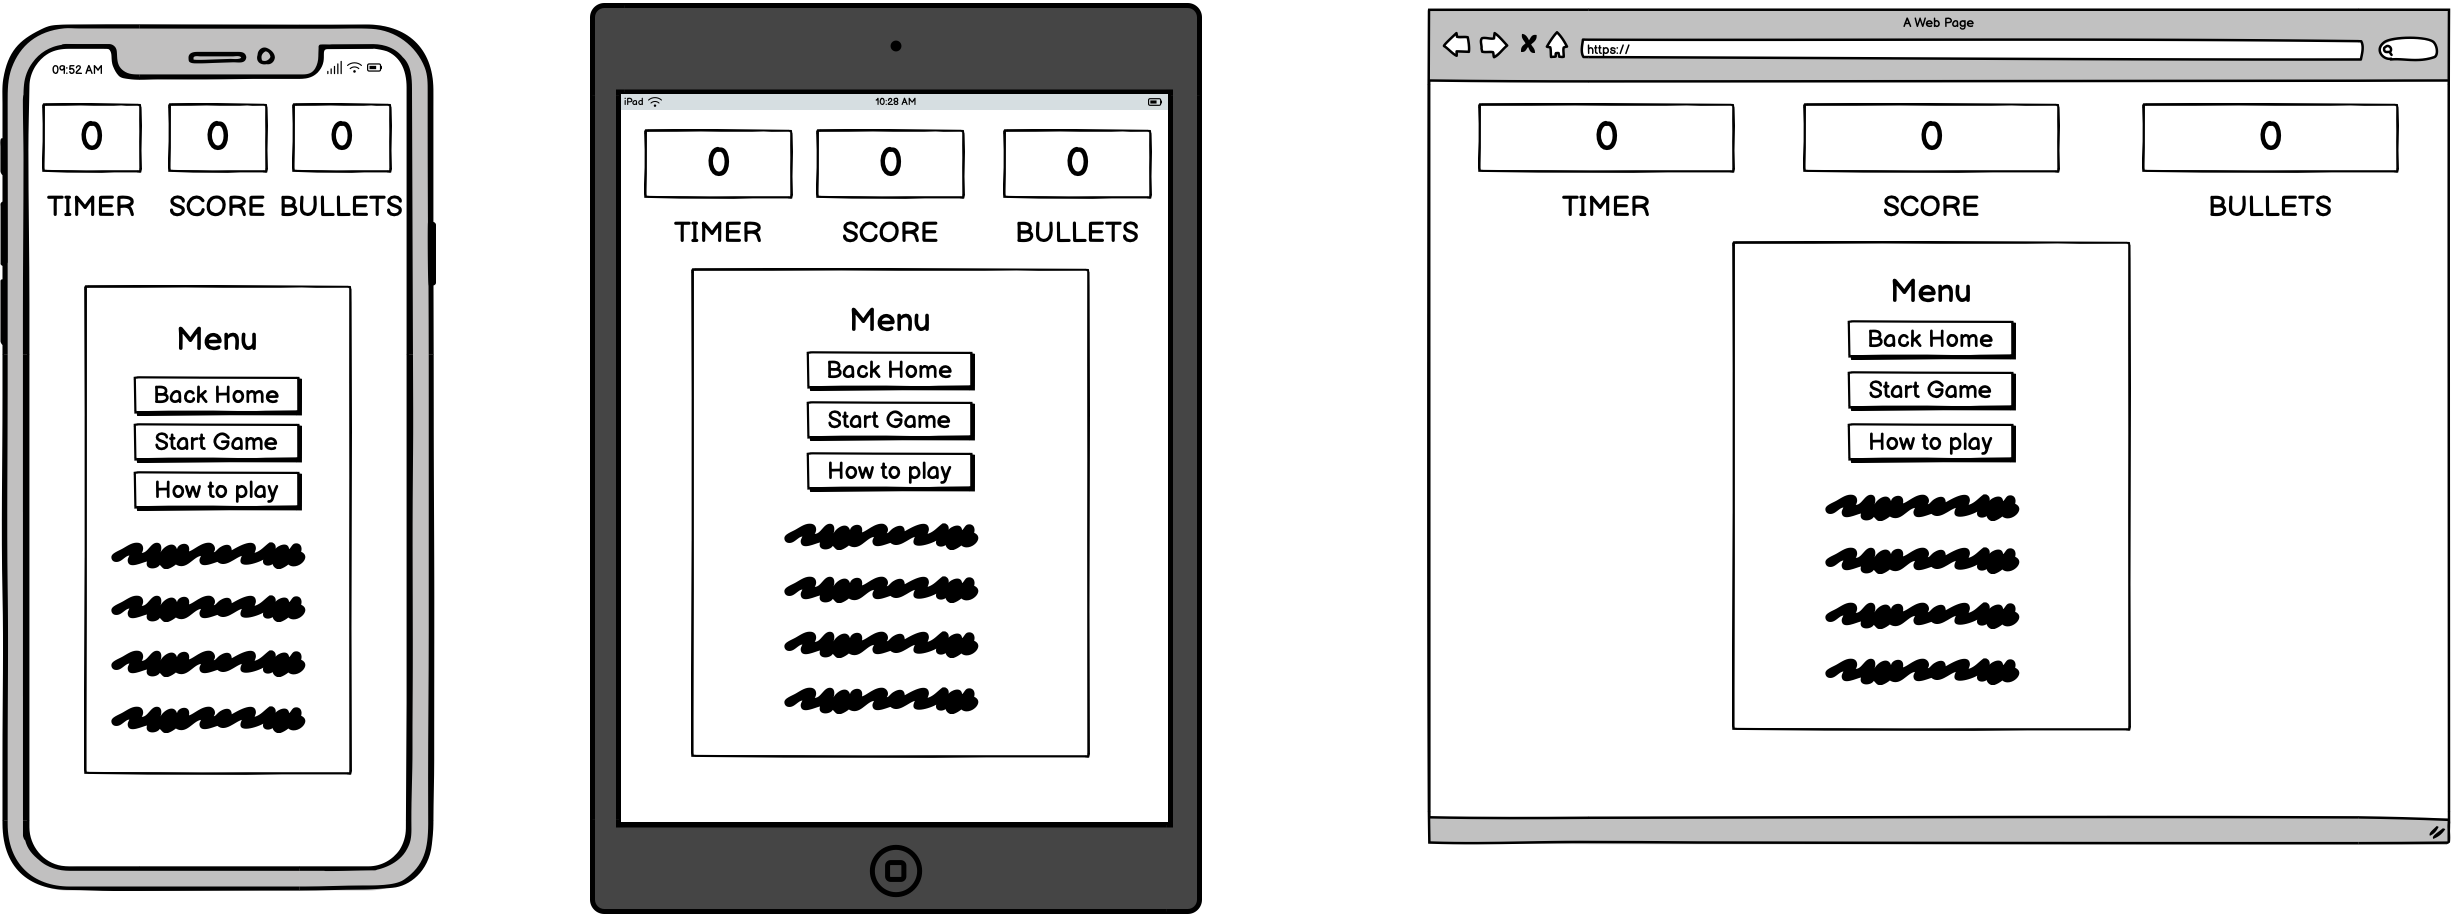 09:52 AM
0 0 0
TIMER SCORE BULLETS
Menu
Back Home
Start Game
How to play
iPad 10:28 AM
0 0 0
TIMER SCORE BULLETS
Menu
Back Home
Start Game
How to play
A Web Page
https://
0 0 0
TIMER SCORE BULLETS
Menu
Back Home
Start Game
How to play